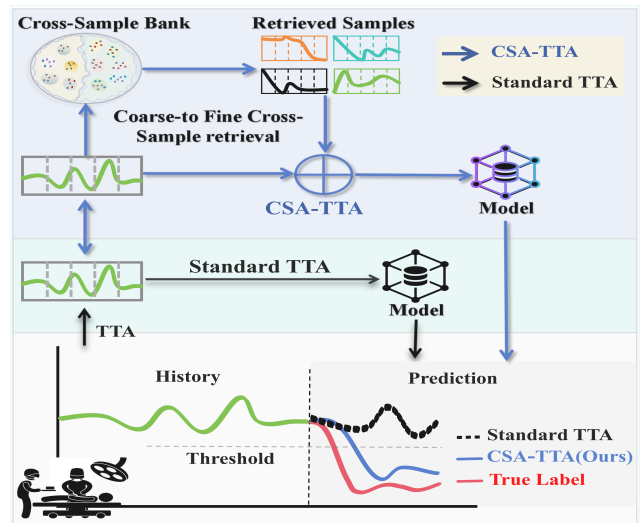 Cross-Sample Bank
Retrieved Samples
CSA-TTA
Standard TTA
Coarse-to Fine Cross-
Sample retrieval
CSA-TTA
Model
Standard TTA
Model
TTA
History
Prediction
Threshold
Standard TTA
CSA-TTA(Ours)
True Label